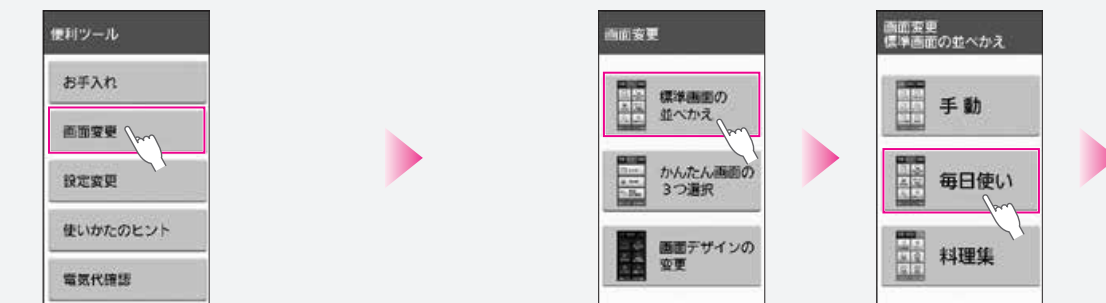 便利ツール
お手入れ
画面変更
設定変更
使いかたのヒント
電気代確認
画面変更
標準画面の
並べかえ
かんたん画面の
3つ選択
画面デザインの
変更
画面変更
標準画面の並べかえ
手動
毎日使い
料理集